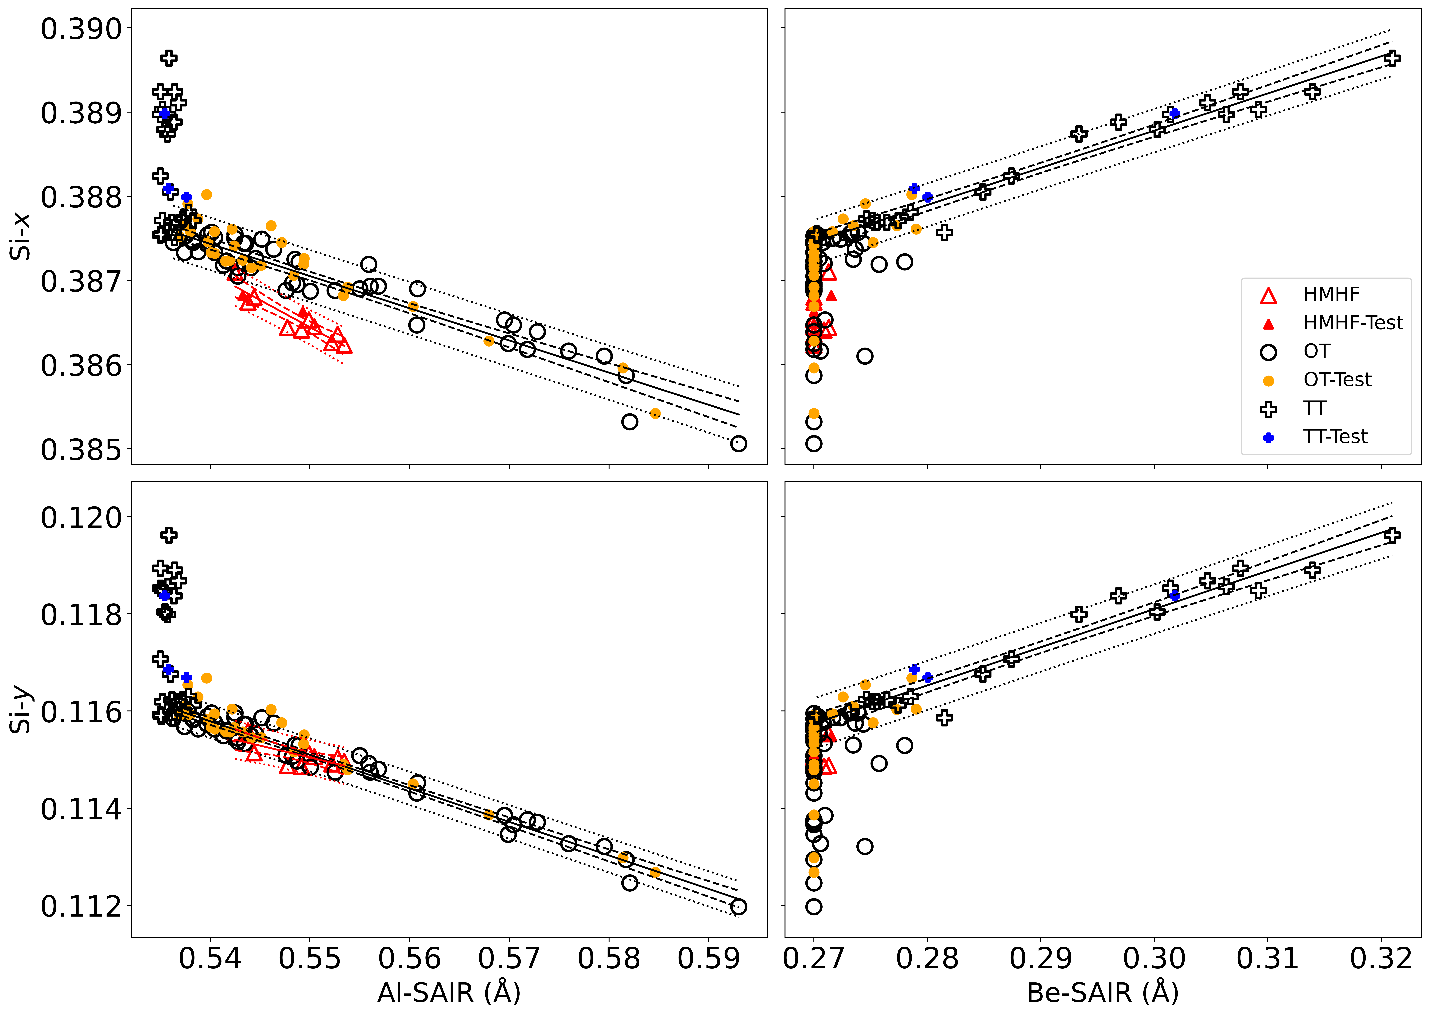 0.390
0.389
0.388
0.387
0.386
0.385
Si-x
HMHF
HMHF-Test
OT
OT-Test
TT
TT-Test
0.120
0.118
0.116
0.114
0.112
Si-y
0.54 0.55 0.56 0.57 0.58 0.59
Al-SAIR (Å)
0.27 0.28 0.29 0.30 0.31 0.32
Be-SAIR (Å)